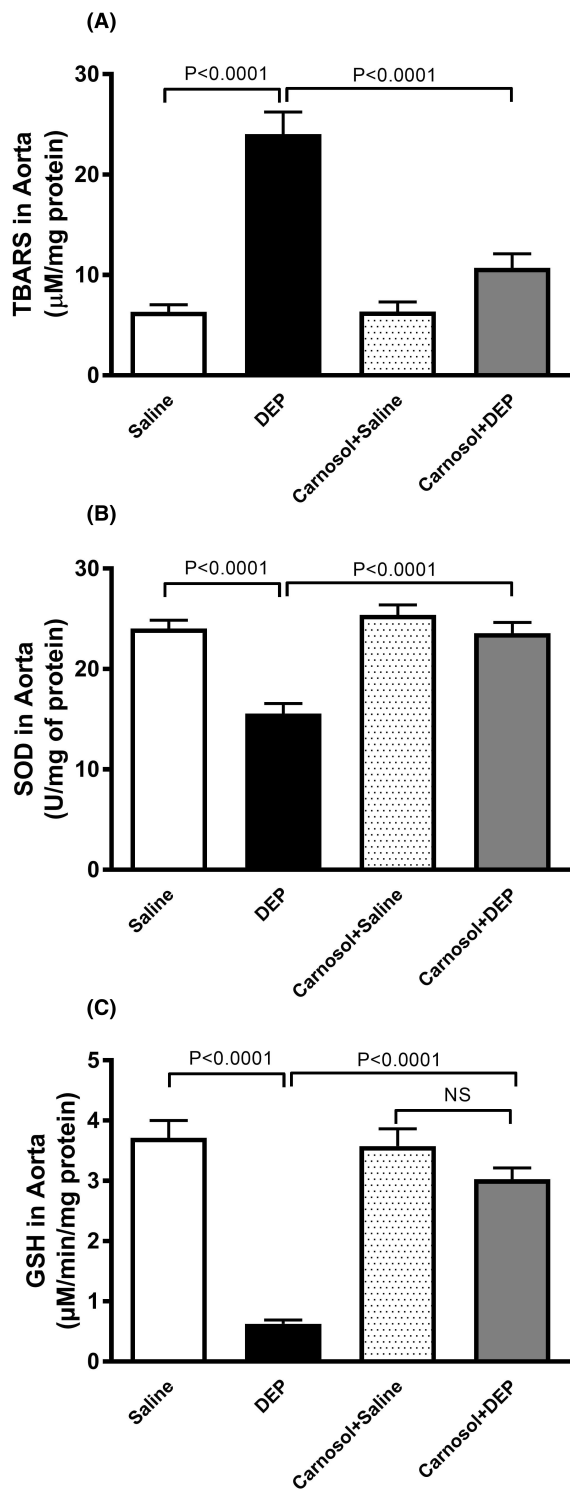 (A)
P<0.0001
P<0.0001
30
20
10
0
TBARS in Aorta
(µM/mg protein)
Saline
DEP
Carnosol+Saline
Carnosol+DEP
(B)
P<0.0001
P<0.0001
30
20
10
0
SOD in Aorta
(U/mg of protein)
Saline
DEP
Carnosol+Saline
Carnosol+DEP
(C)
P<0.0001
P<0.0001
NS
5
4
3
2
1
0
GSH in Aorta
(µM/min/mg protein)
Saline
DEP
Carnosol+Saline
Carnosol+DEP